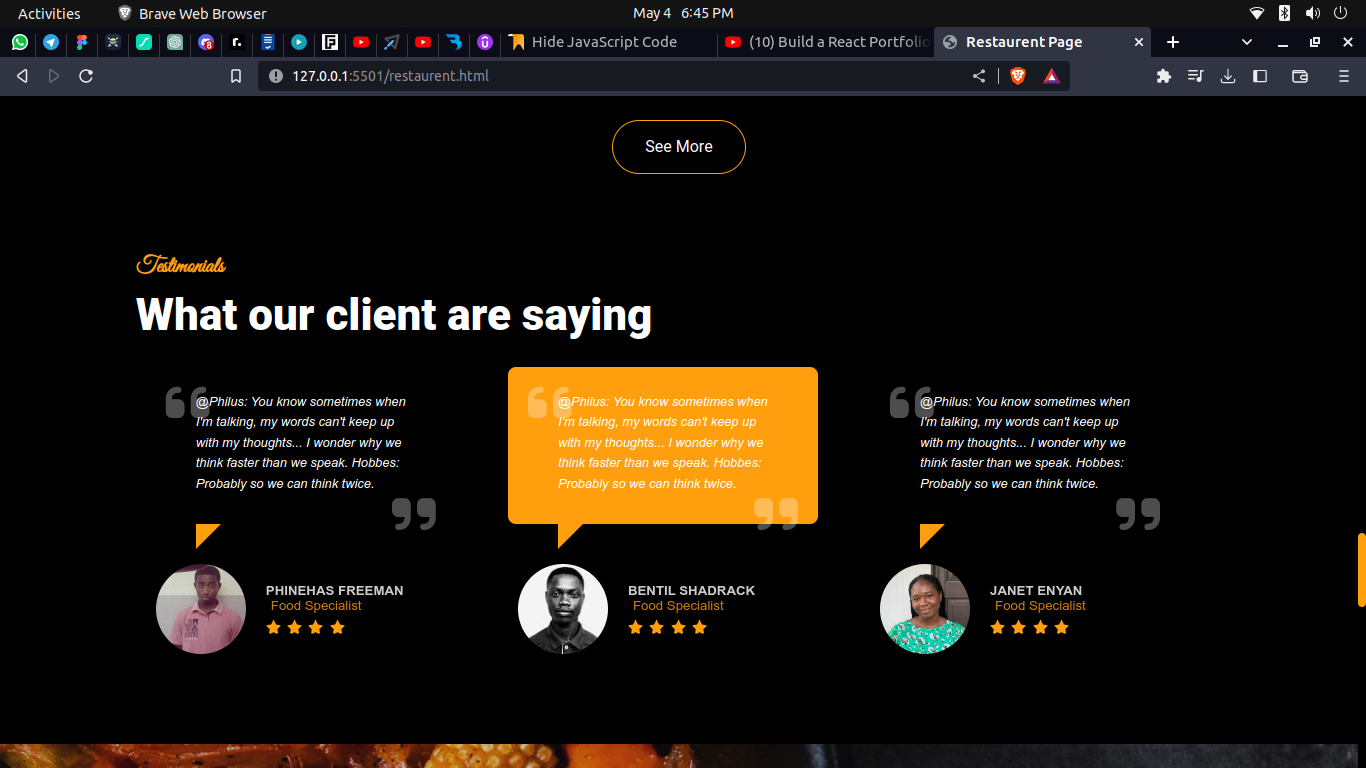 Activities
Brave Web Browser
May 4 6:45 PM
Hide JavaScript Code
(10) Build a React Portfolio
Restaurent Page
127.0.0.1:5501/restaurent.html
See More
Testimonials
What our client are saying
@Philus: You know sometimes when
I'm talking, my words can't keep up
with my thoughts... I wonder why we
think faster than we speak. Hobbes:
Probably so we can think twice.
PHINEHAS FREEMAN
Food Specialist
@Philus: You know sometimes when
I'm talking, my words can't keep up
with my thoughts... I wonder why we
think faster than we speak. Hobbes:
Probably so we can think twice.
BENTIL SHADRACK
Food Specialist
@Philus: You know sometimes when
I'm talking, my words can't keep up
with my thoughts... I wonder why we
think faster than we speak. Hobbes:
Probably so we can think twice.
JANET ENYAN
Food Specialist